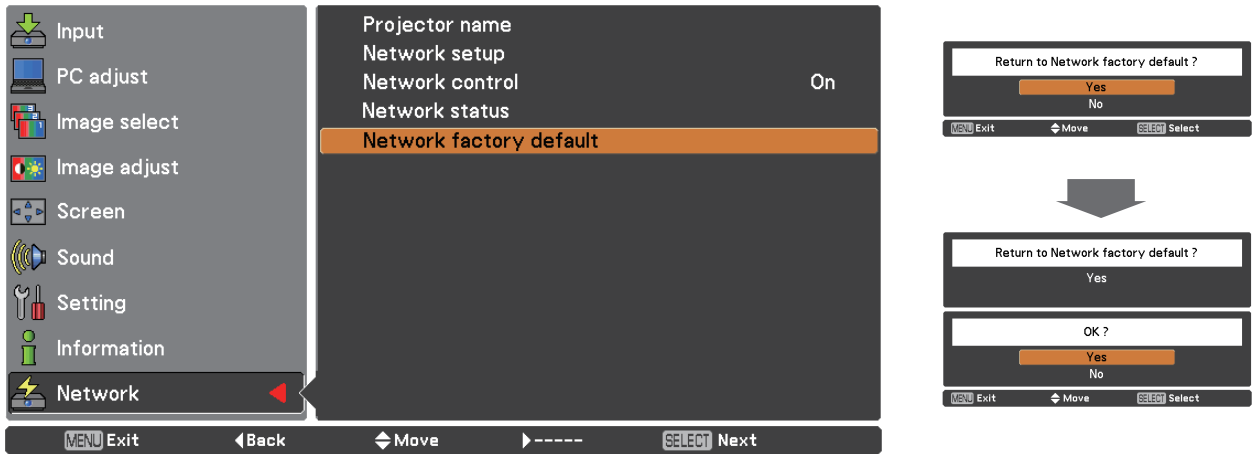 Input
PC adjust
Image select
Image adjust
Screen
Sound
Setting
Information
Network
Projector name
Network setup
Network control On
Network status
Network factory default
MENU Exit Back Move ----- SELECT Next
Return to Network factory default ?
Yes
No
MENU Exit Move SELECT Select
Return to Network factory default ?
Yes
OK ?
Yes
No
MENU Exit Move SELECT Select